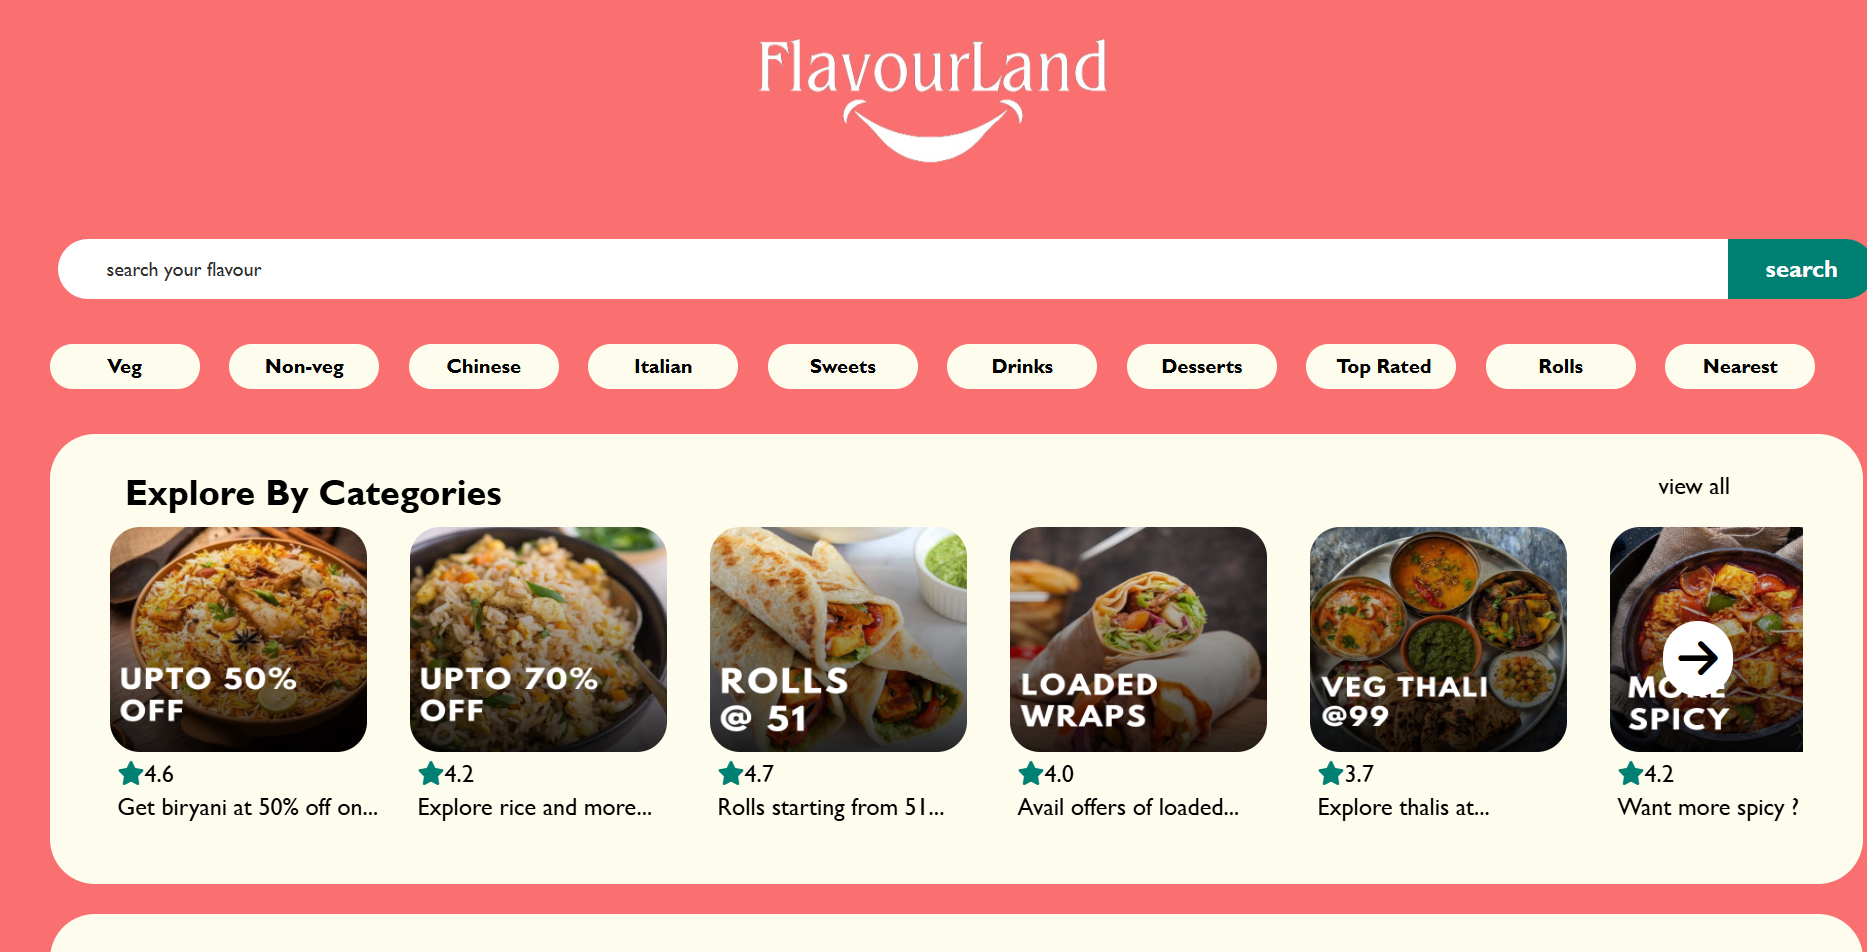 FlavourLand
search your flavour
search
Veg
Non-veg
Chinese
Italian
Sweets
Drinks
Desserts
Top Rated
Rolls
Nearest
Explore By Categories
view all
UPTO 50%
OFF
4.6
Get biryani at 50% off on...
UPTO 70%
OFF
4.2
Explore rice and more...
ROLLS
@ 51
4.7
Rolls starting from 51...
LOADED
WRAPS
4.0
Avail offers of loaded...
VEG THALI
@99
3.7
Explore thalis at...
MORE
SPICY
4.2
Want more spicy ?